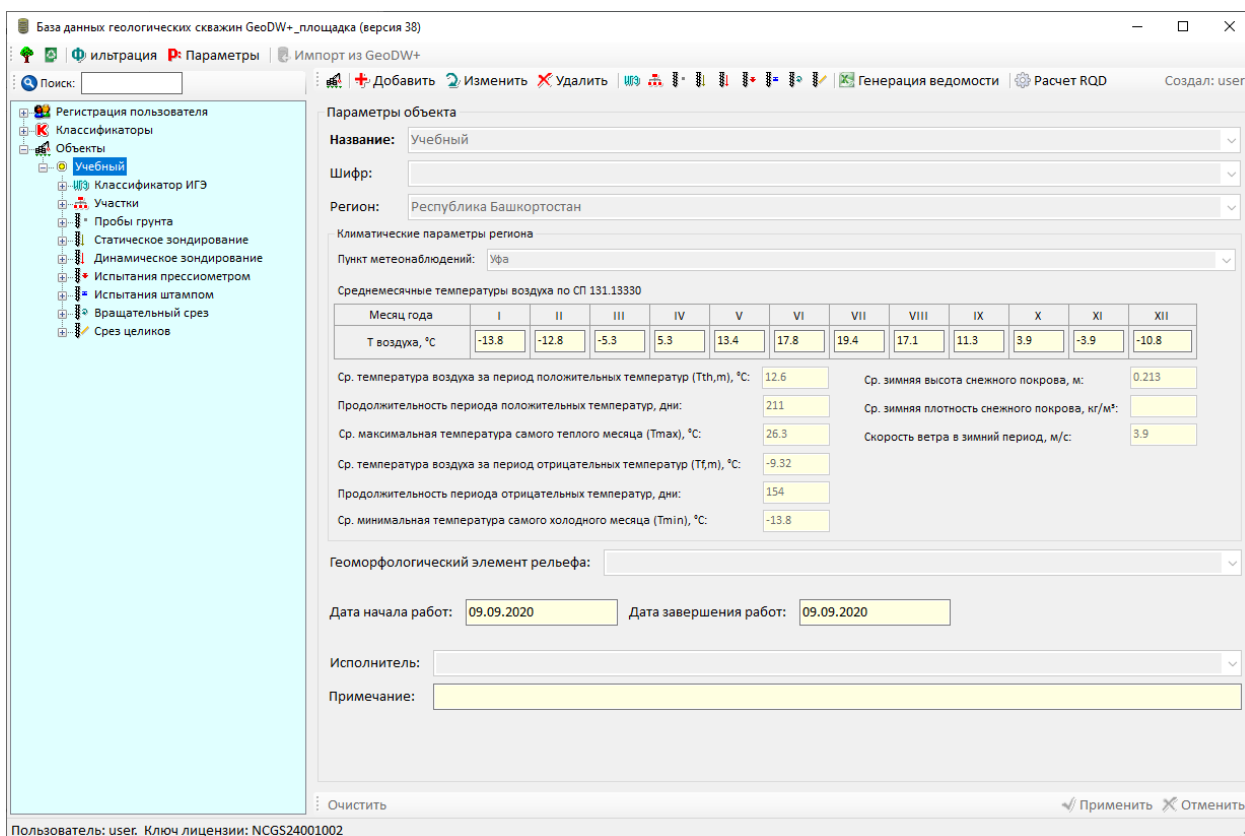 База данных геологических скважин GeoDW+_площадка (версия 38)
Фильтрация P: Параметры Импорт из GeoDW+
Поиск: Добавить Изменить Удалить ИГЭ Генерация ведомости Расчет RQD Создал: user
Регистрация пользователя
К Классификаторы
Объекты
Учебный
ИГЭ Классификатор ИГЭ
Участки
Пробы грунта
Статическое зондирование
Динамическое зондирование
Испытания прессиометром
Испытания штампом
Вращательный срез
Срез целиков
Параметры объекта
Название: Учебный
Шифр:
Регион: Республика Башкортостан
Климатические параметры региона
Пункт метеонаблюдений: Уфа
Среднемесячные температуры воздуха по СП 131.13330
Месяц года I II III IV V VI VII VIII IX X XI XII
Т воздуха, °С -13.8 -12.8 -5.3 5.3 13.4 17.8 19.4 17.1 11.3 3.9 -3.9 -10.8
Ср. температура воздуха за период положительных температур (Tth,m), °С: 12.6
Продолжительность периода положительных температур, дни: 211
Ср. максимальная температура самого теплого месяца (Tmax), °С: 26.3
Ср. температура воздуха за период отрицательных температур (Tf,m), °С: -9.32
Продолжительность периода отрицательных температур, дни: 154
Ср. минимальная температура самого холодного месяца (Tmin), °С: -13.8
Ср. зимняя высота снежного покрова, м: 0.213
Ср. зимняя плотность снежного покрова, кг/м³:
Скорость ветра в зимний период, м/с: 3.9
Геоморфологический элемент рельефа:
Дата начала работ: 09.09.2020 Дата завершения работ: 09.09.2020
Исполнитель:
Примечание:
Очистить Применить Отменить
Пользователь: user. Ключ лицензии: NCGS24001002